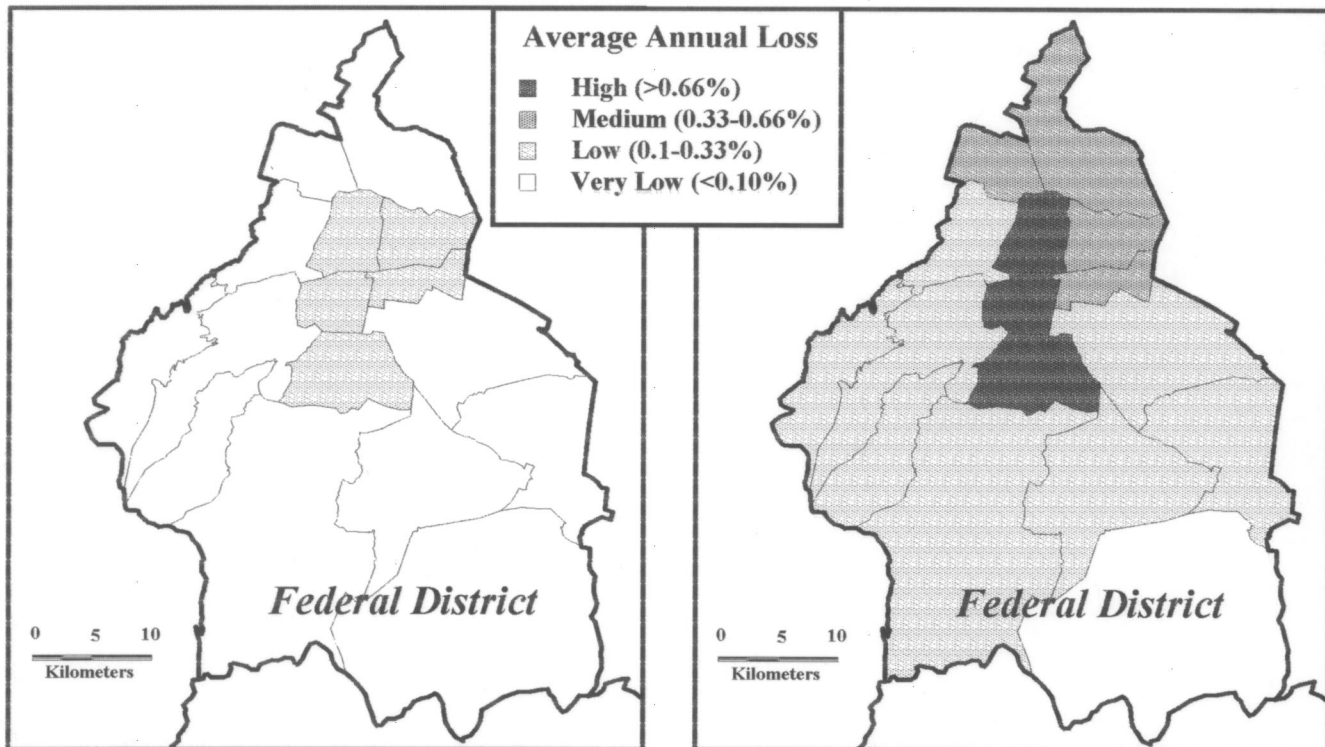 Average Annual Loss
High (>0.66%)
Medium (0.33-0.66%)
Low (0.1-0.33%)
Very Low (<0.10%)
Federal District
0 5 10
Kilometers
Federal District
0 5 10
Kilometers